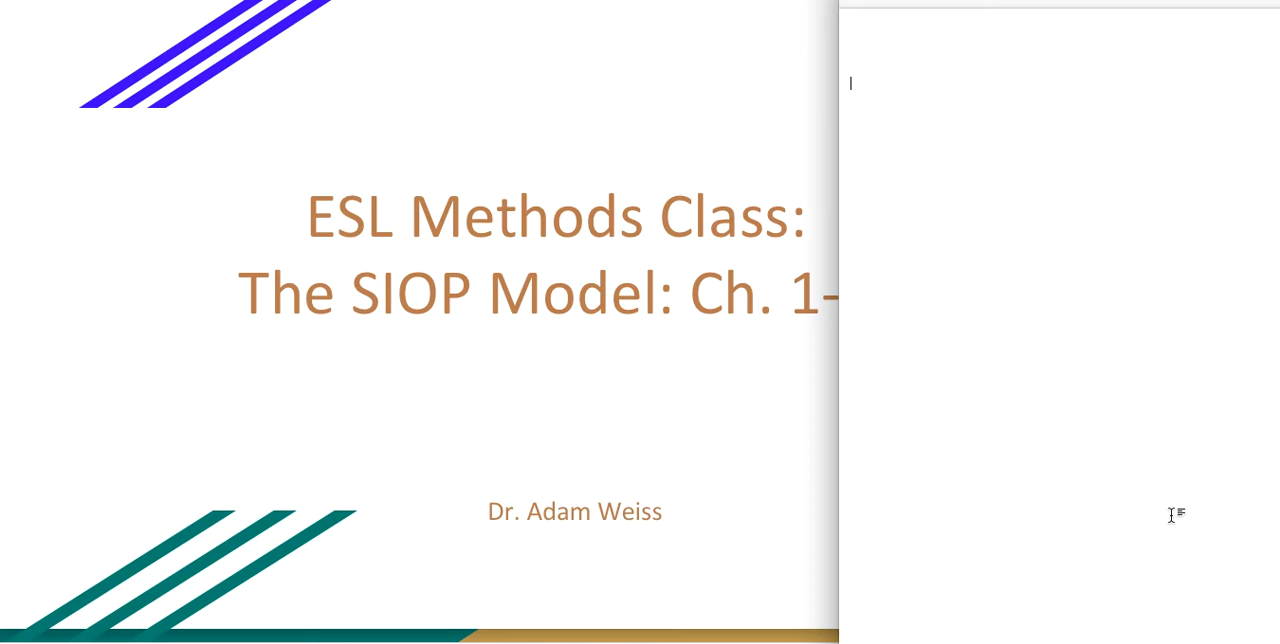 ESL Methods Class:
The SIOP Model: Ch. 1-
Dr. Adam Weiss